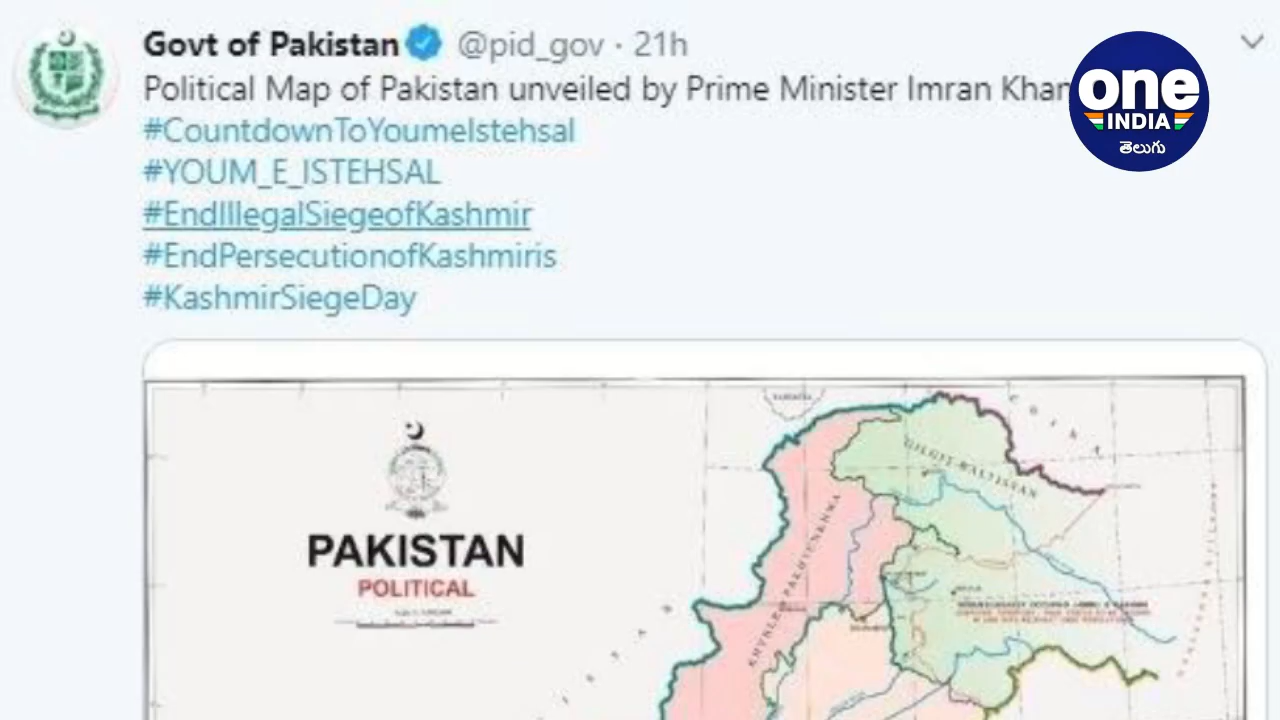 Govt of Pakistan @pid_gov · 21h
Political Map of Pakistan unveiled by Prime Minister Imran Khan
#CountdownToYoumeIstehsal
#YOUM_E_ISTEHSAL
#EndIllegalSiegeofKashmir
#EndPersecutionofKashmiris
#KashmirSiegeDay
one
INDIA
తెలుగు
PAKISTAN
POLITICAL
CHINA
GILGIT-BALTISTAN
KHYBER PAKHTUNKHWA